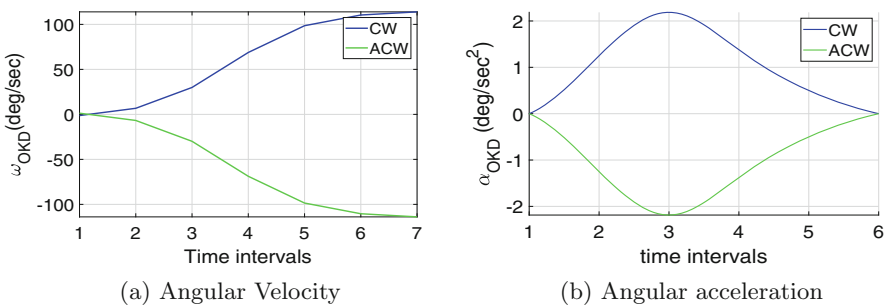 100
50
0
-50
-100
ω_OKD(deg/sec)
CW
ACW
1 2 3 4 5 6 7
Time intervals
(a) Angular Velocity
2
1
0
-1
-2
α_OKD (deg/sec²)
CW
ACW
1 2 3 4 5 6
time intervals
(b) Angular acceleration